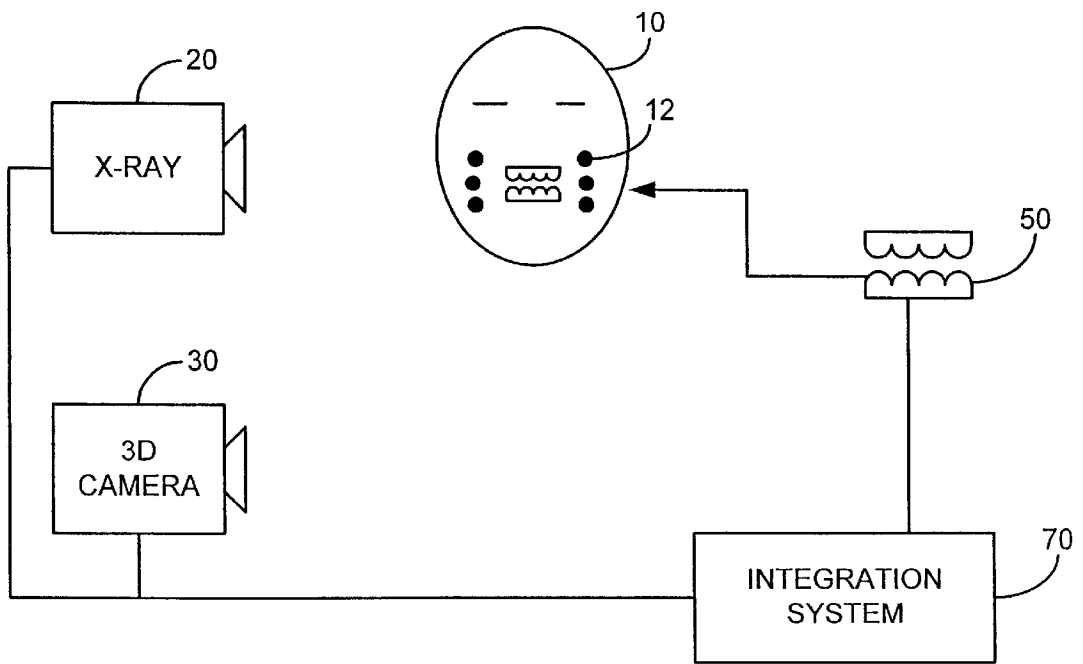 10
20
12
X-RAY
50
30
3D
CAMERA
70
INTEGRATION
SYSTEM